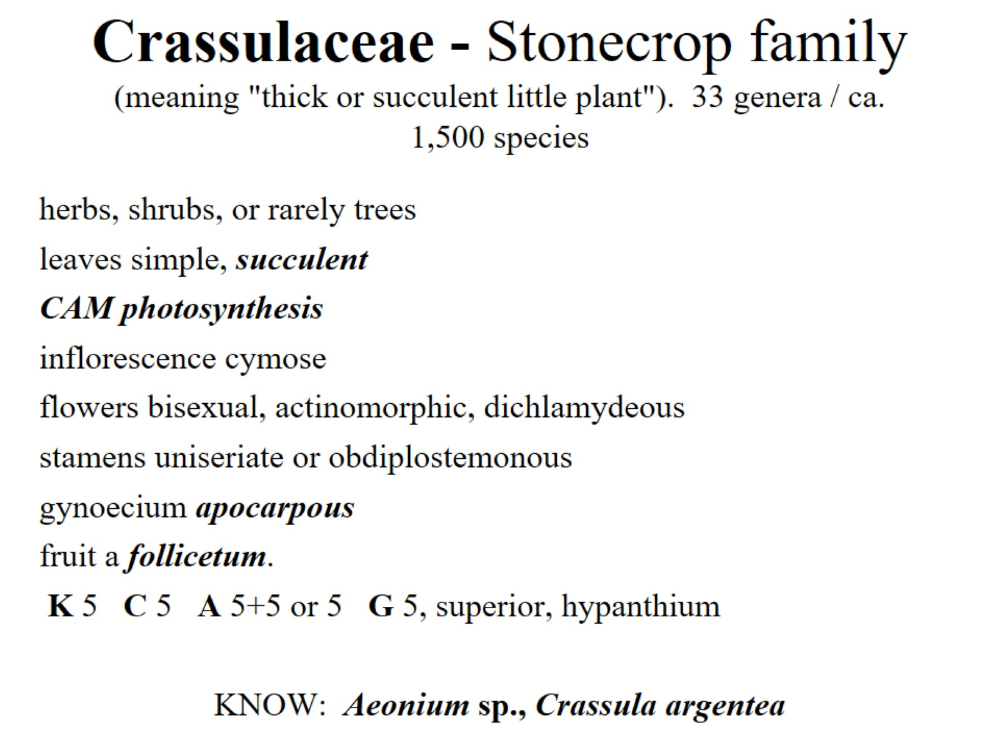 Crassulaceae - Stonecrop family
(meaning "thick or succulent little plant").  33 genera / ca.
1,500 species
herbs, shrubs, or rarely trees
leaves simple, succulent
CAM photosynthesis
inflorescence cymose
flowers bisexual, actinomorphic, dichlamydeous
stamens uniseriate or obdiplostemonous
gynoecium apocarpous
fruit a follicetum.
K 5   C 5   A 5+5 or 5   G 5, superior, hypanthium
KNOW:  Aeonium sp., Crassula argentea